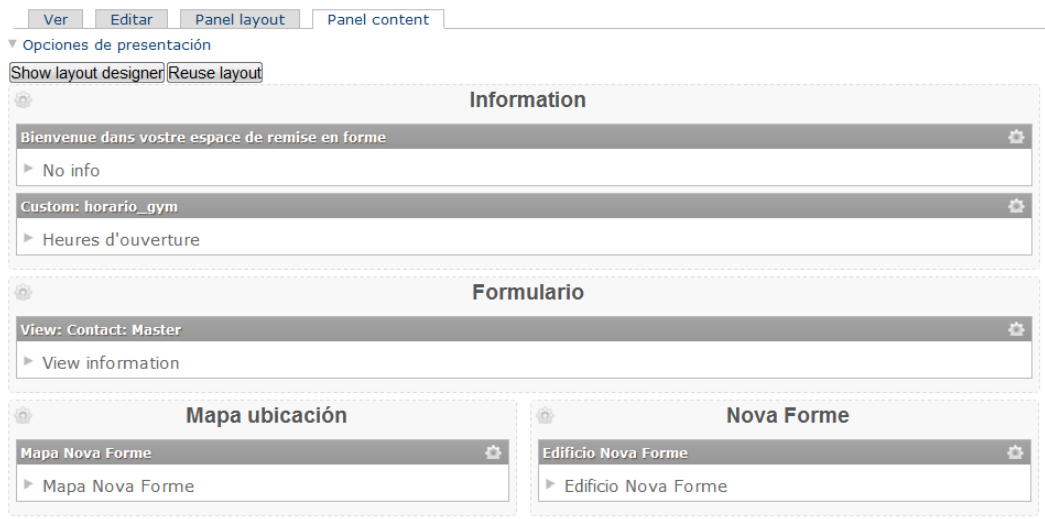 Ver Editar Panel layout Panel content
Opciones de presentación
Show layout designer Reuse layout
Information
Bienvenue dans vostre espace de remise en forme
No info
Custom: horario_gym
Heures d'ouverture
Formulario
View: Contact: Master
View information
Mapa ubicación
Mapa Nova Forme
Mapa Nova Forme
Nova Forme
Edificio Nova Forme
Edificio Nova Forme